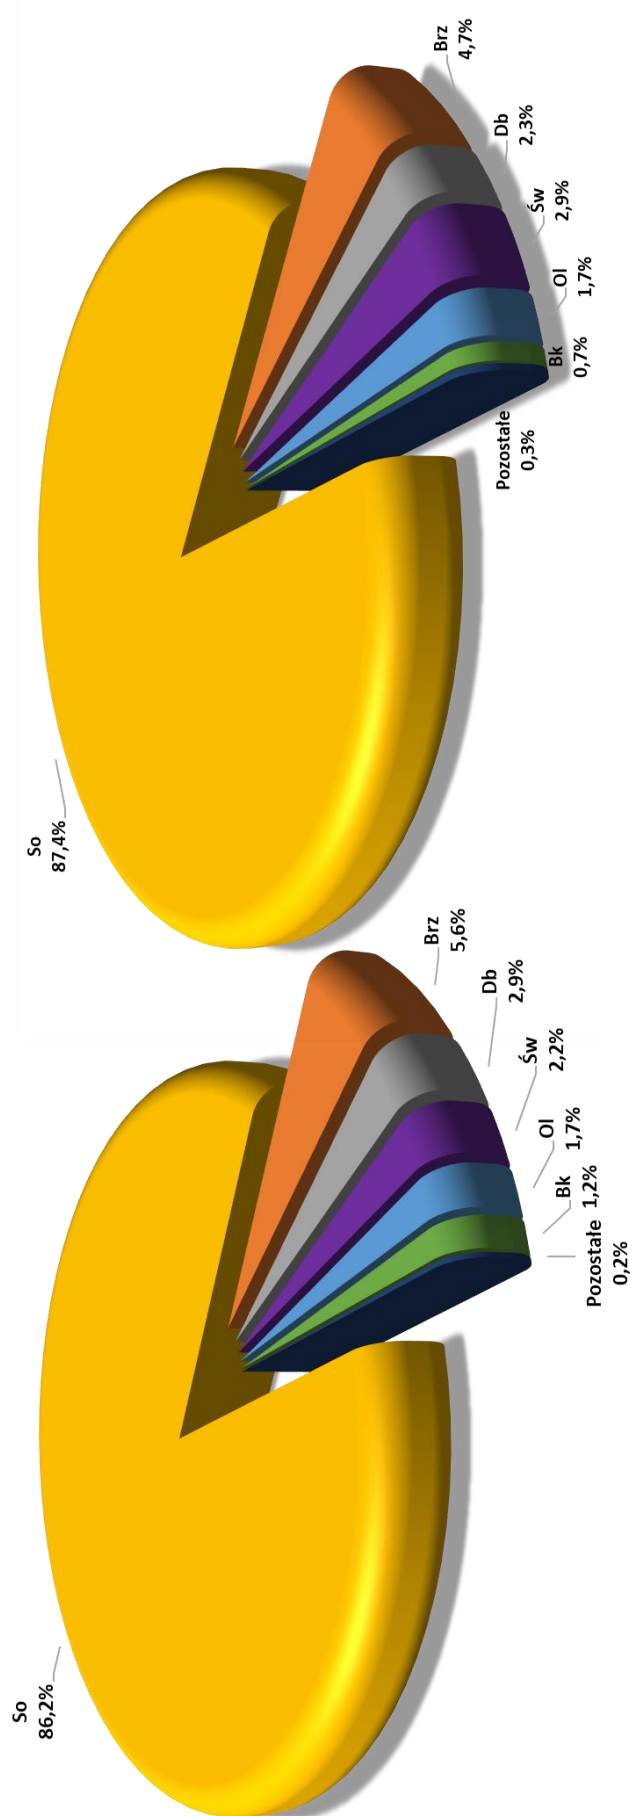 So
86,2%
Brz
5,6%
Db
2,9%
Św
2,2%
Ol
1,7%
Bk
1,2%
Pozostałe
0,2%
So
87,4%
Brz
4,7%
Db
2,3%
Św
2,9%
Ol
1,7%
Bk
0,7%
Pozostałe
0,3%